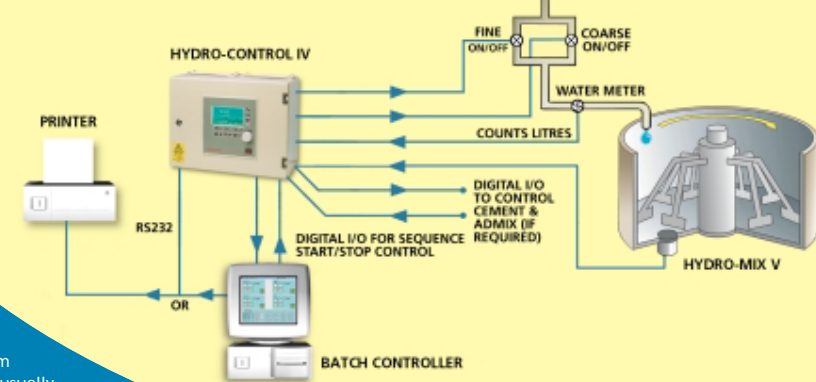 FINE
ON/OFF
COARSE
ON/OFF
HYDRO-CONTROL IV
WATER METER
PRINTER
COUNTS LITRES
DIGITAL I/O
TO CONTROL
CEMENT &
ADMIX (IF
REQUIRED)
RS232
DIGITAL I/O FOR SEQUENCE
START/STOP CONTROL
HYDRO-MIX V
OR
BATCH CONTROLLER
usually